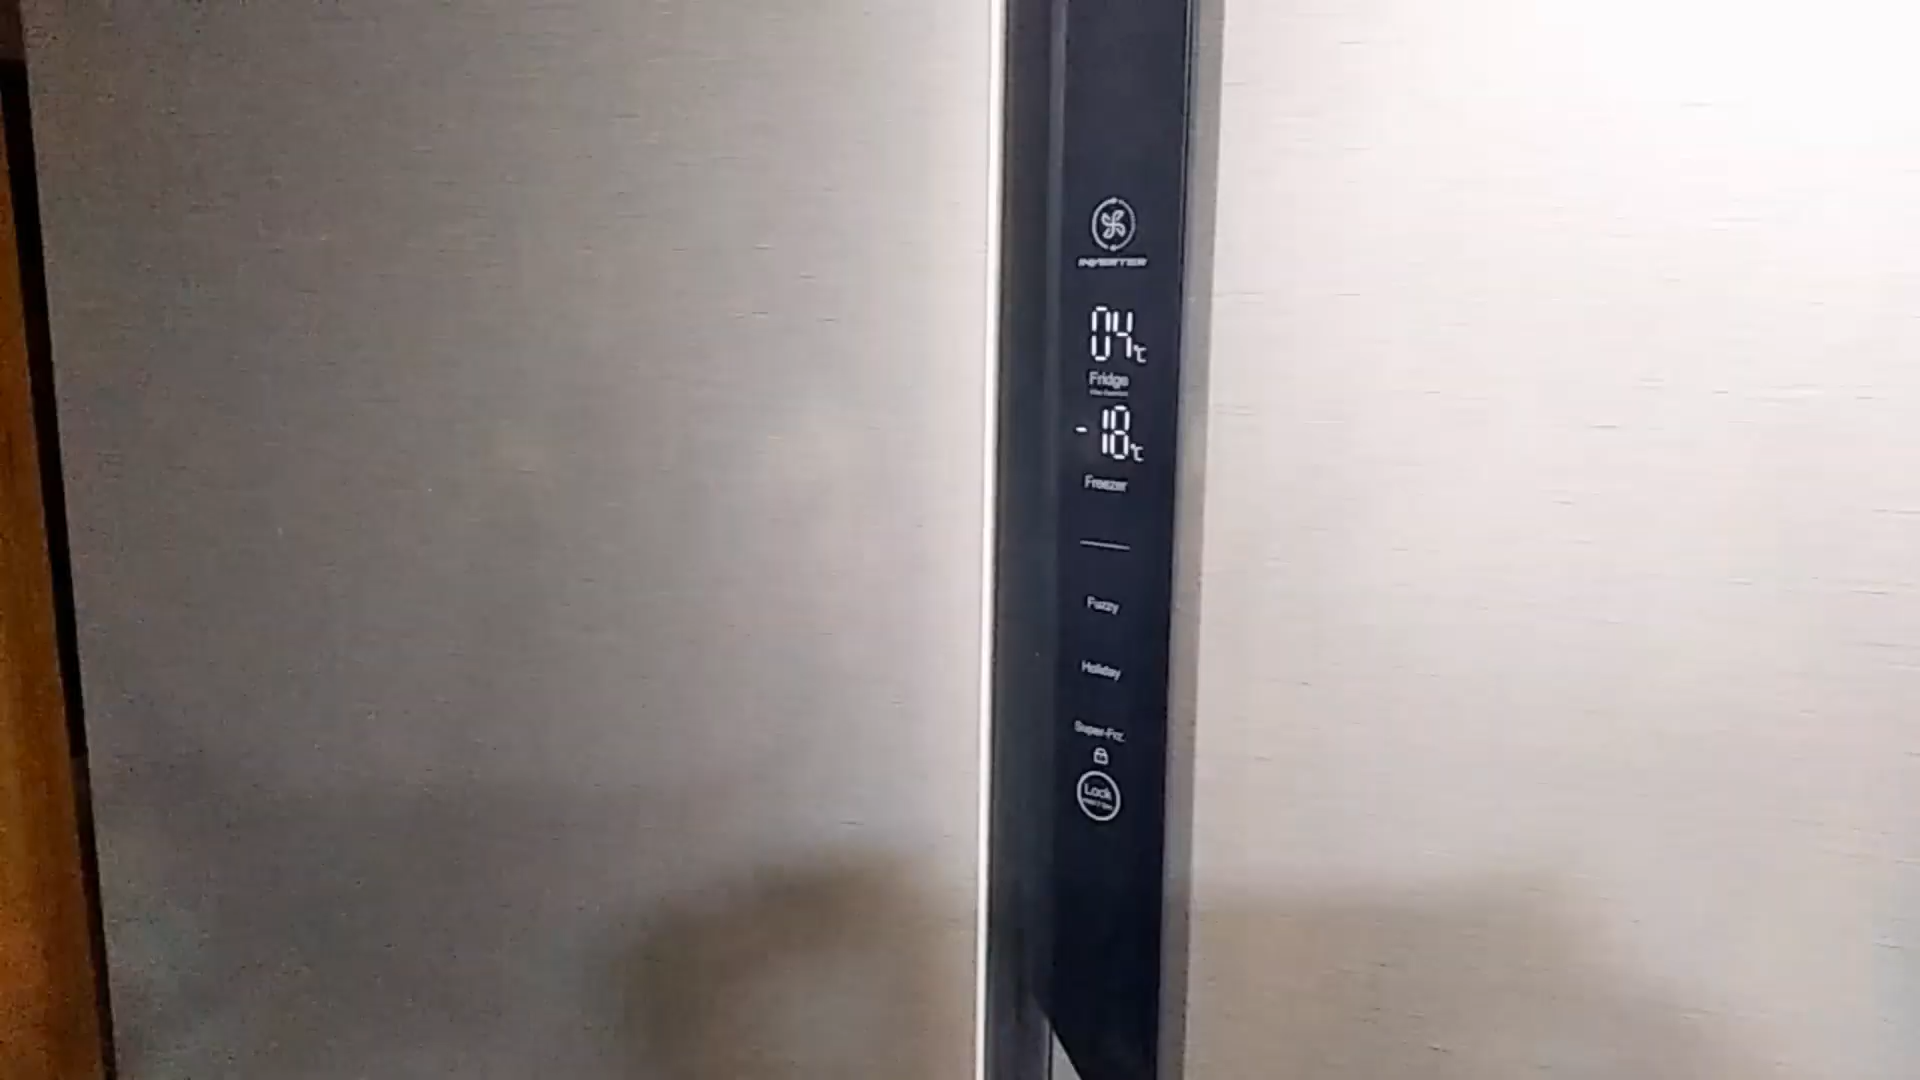 INVERTER
04℃
Fridge
-18℃
Freezer
Fuzzy
Holiday
Super-Frz.
Lock